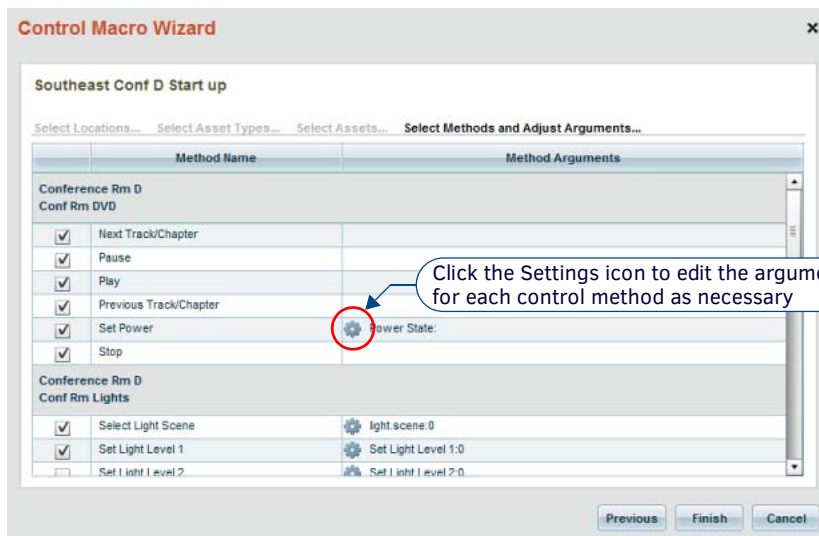 Control Macro Wizard
x
Southeast Conf D Start up
Select Locations... Select Asset Types... Select Assets... Select Methods and Adjust Arguments...
Method Name Method Arguments
Conference Rm D
Conf Rm DVD
Next Track/Chapter
Pause
Play
Click the Settings icon to edit the
for each control method as necessary
Previous Track/Chapter
Set Power Power State:
Stop
Conference Rm D
Conf Rm Lights
Select Light Scene light.scene:0
Set Light Level 1 Set Light Level 1:0
Set Light Level 2 Set Light Level 2:0
Previous Finish Cancel